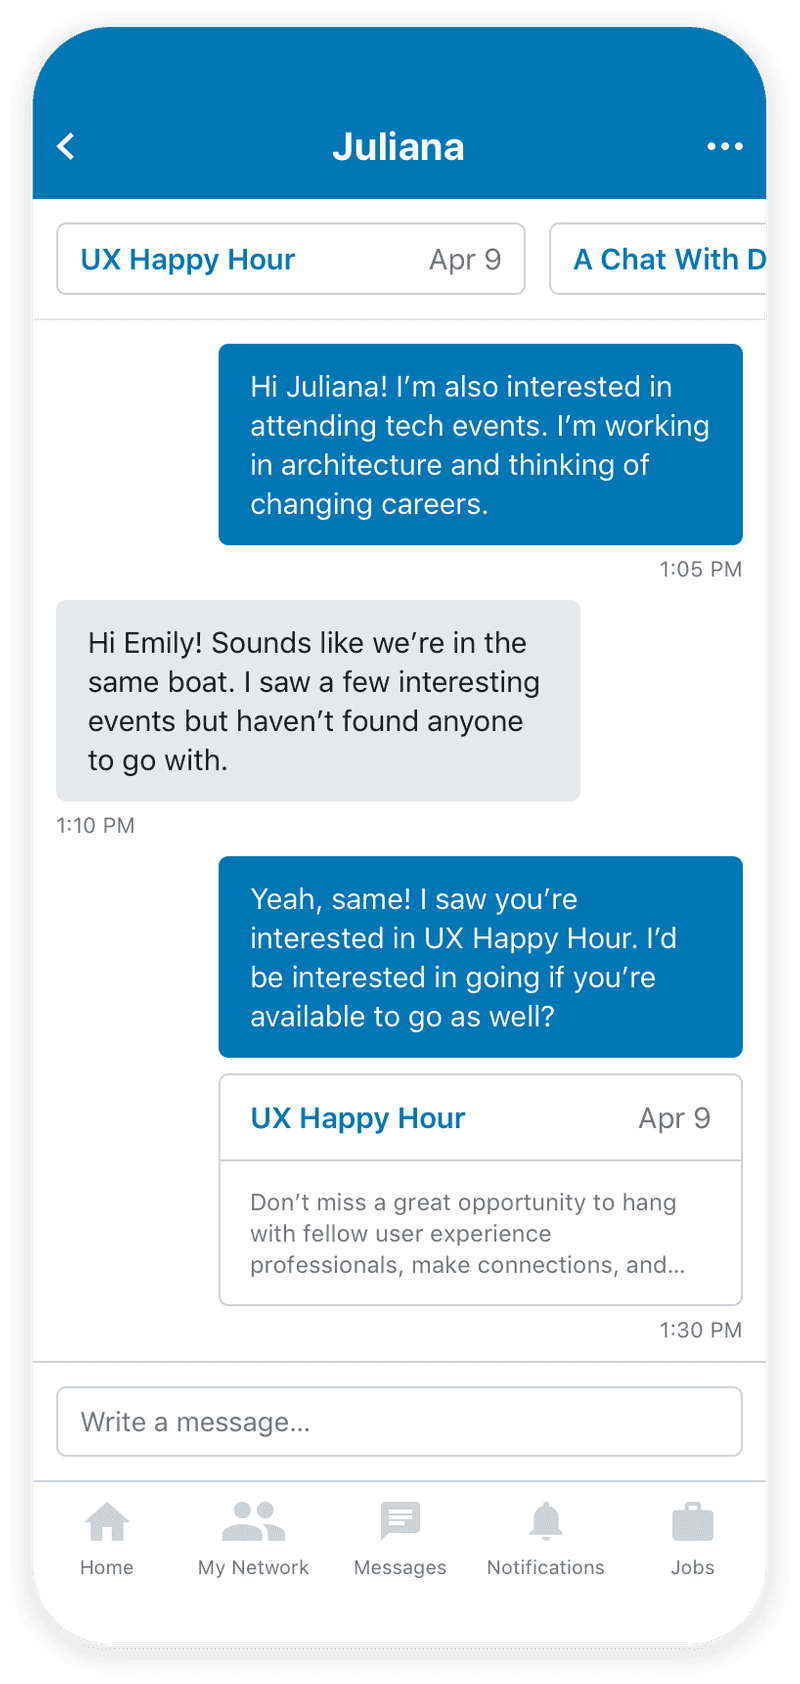 Juliana
UX Happy Hour Apr 9
A Chat With D
Hi Juliana! I’m also interested in
attending tech events. I’m working
in architecture and thinking of
changing careers.
1:05 PM
Hi Emily! Sounds like we’re in the
same boat. I saw a few interesting
events but haven’t found anyone
to go with.
1:10 PM
Yeah, same! I saw you’re
interested in UX Happy Hour. I’d
be interested in going if you’re
available to go as well?
UX Happy Hour Apr 9
Don’t miss a great opportunity to hang
with fellow user experience
professionals, make connections, and...
1:30 PM
Write a message...
Home My Network Messages Notifications Jobs